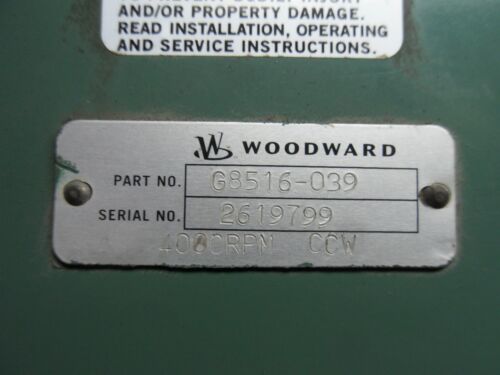 AND/OR PROPERTY DAMAGE.
READ INSTALLATION, OPERATING
AND SERVICE INSTRUCTIONS.
WOODWARD
PART NO. G8516-039
SERIAL NO. 2619799
CCW